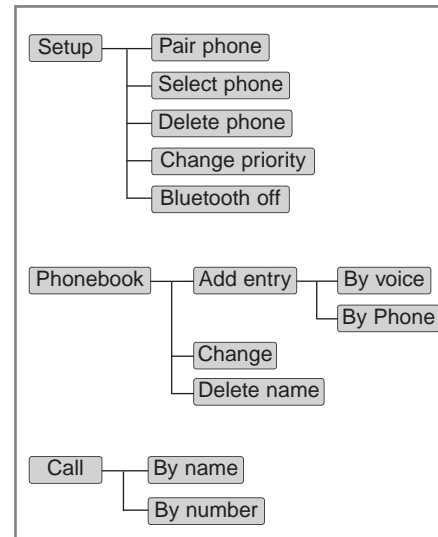 Setup
Pair phone
Select phone
Delete phone
Change priority
Bluetooth off
Phonebook
Add entry
By voice
By Phone
Change
Delete name
Call
By name
By number